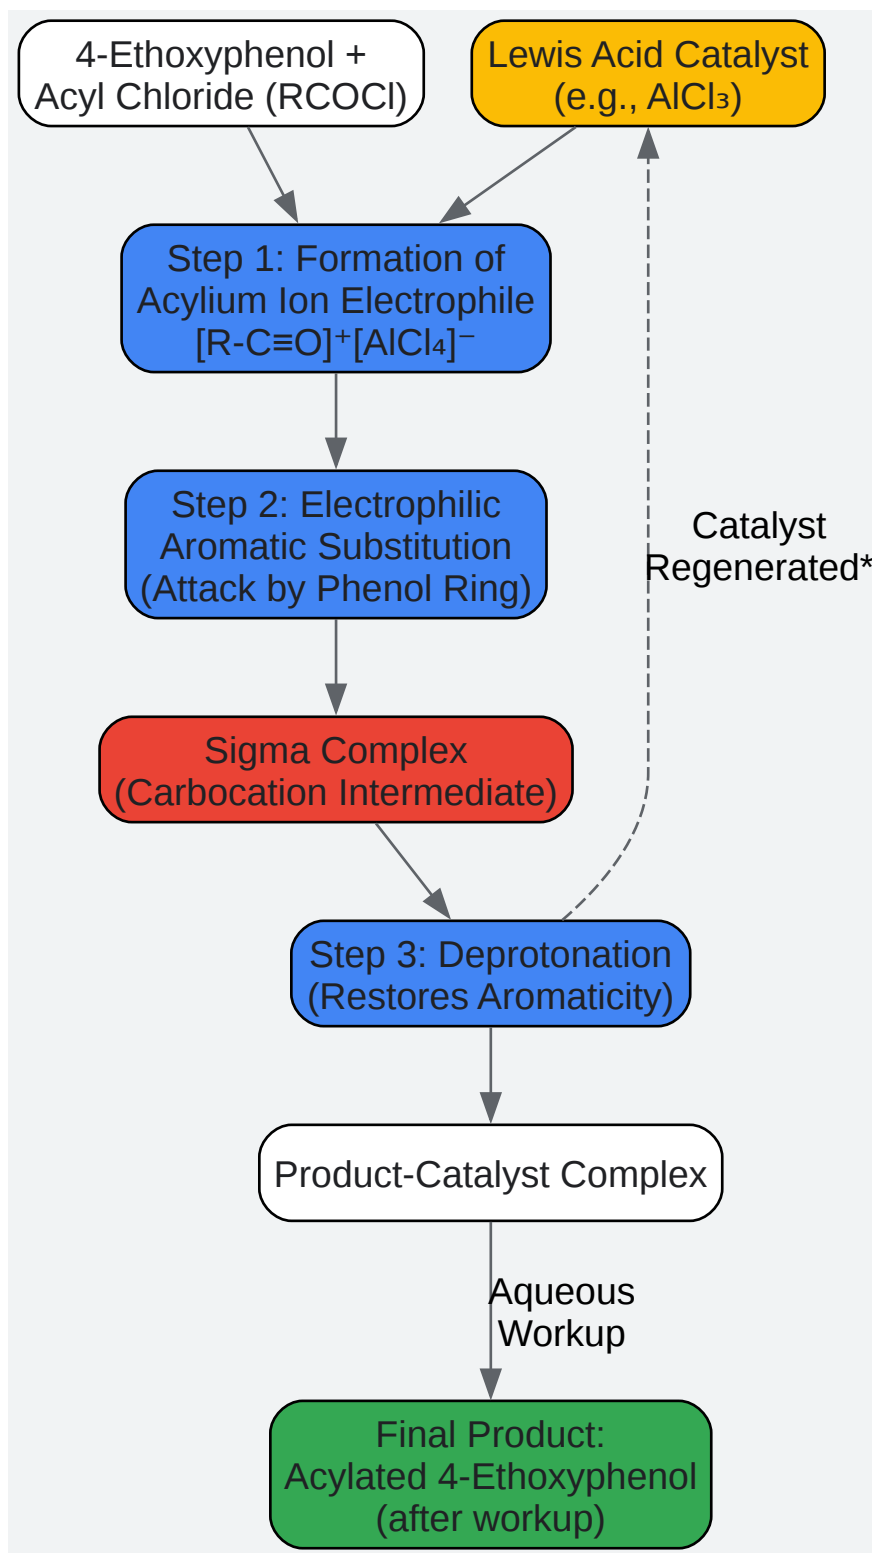 4-Ethoxyphenol +
Acyl Chloride (RCOCl)
Lewis Acid Catalyst
(e.g., AlCl₃)
Step 1: Formation of
Acylium Ion Electrophile
[R-C≡O]⁺[AlCl₄]⁻
Step 2: Electrophilic
Aromatic Substitution
(Attack by Phenol Ring)
Catalyst
Regenerated*
Sigma Complex
(Carbocation Intermediate)
Step 3: Deprotonation
(Restores Aromaticity)
Product-Catalyst Complex
Aqueous
Workup
Final Product:
Acylated 4-Ethoxyphenol
(after workup)